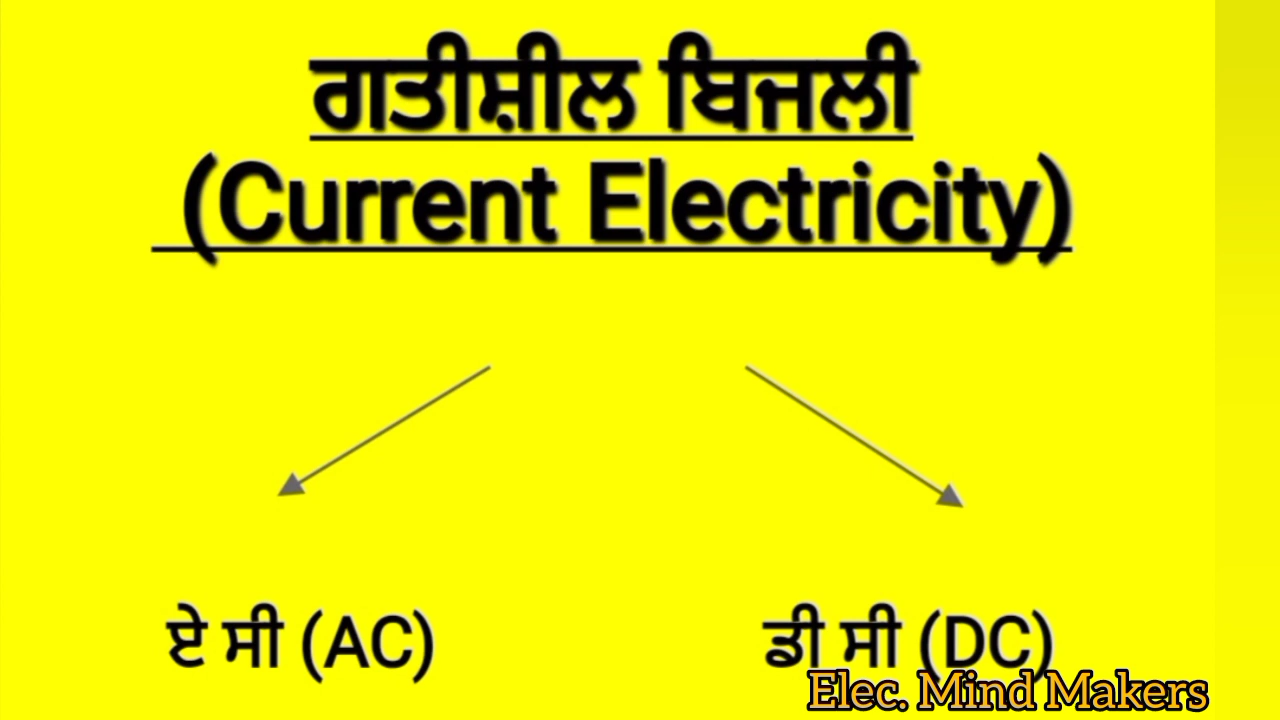 ਗਤੀਸ਼ੀਲ ਬਿਜਲੀ
(Current Electricity)
ਏ ਸੀ (AC)
ਡੀ ਸੀ (DC)
Elec. Mind Makers